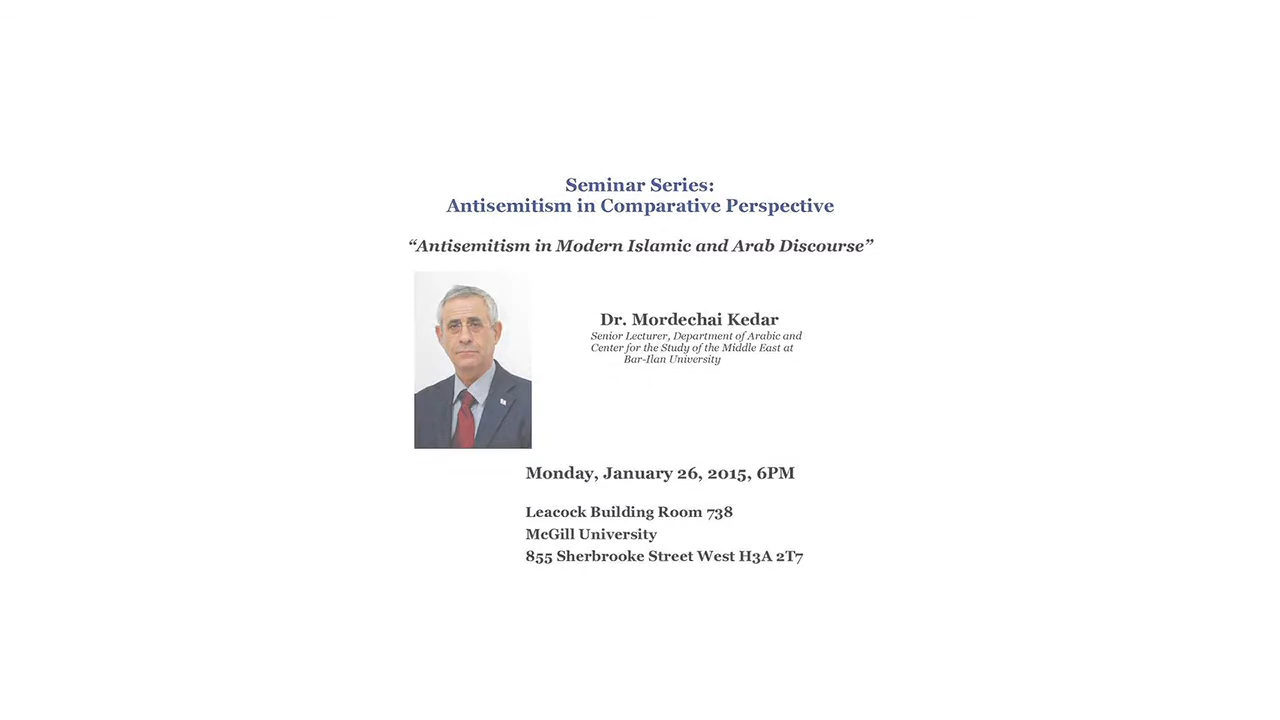 Seminar Series:
Antisemitism in Comparative Perspective
“Antisemitism in Modern Islamic and Arab Discourse”
Dr. Mordechai Kedar
Senior Lecturer, Department of Arabic and
Center for the Study of the Middle East at
Bar-Ilan University
Monday, January 26, 2015, 6PM
Leacock Building Room 738
McGill University
855 Sherbrooke Street West H3A 2T7